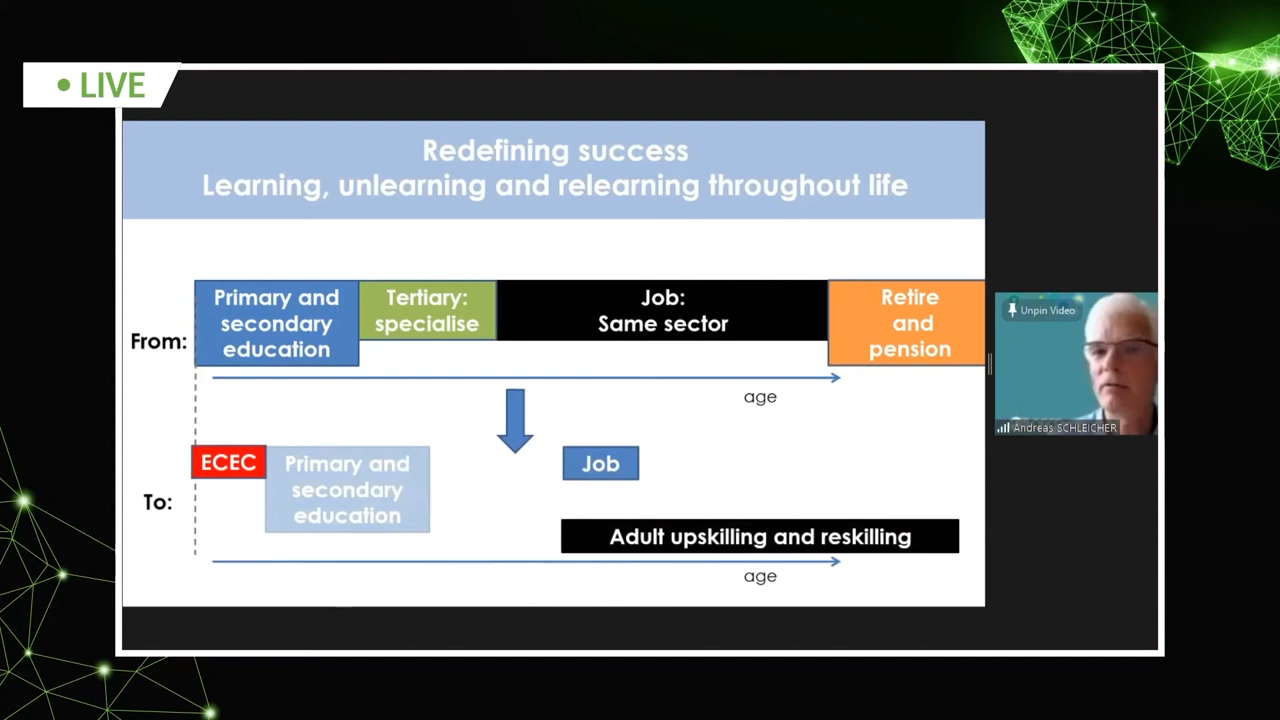 • LIVE
Redefining success
Learning, unlearning and relearning throughout life
From:
Primary and
secondary
education
Tertiary:
specialise
Job:
Same sector
Retire
and
pension
age
Unpin Video
Andreas SCHLEICHER
To:
ECEC
Primary and
secondary
education
Job
Adult upskilling and reskilling
age